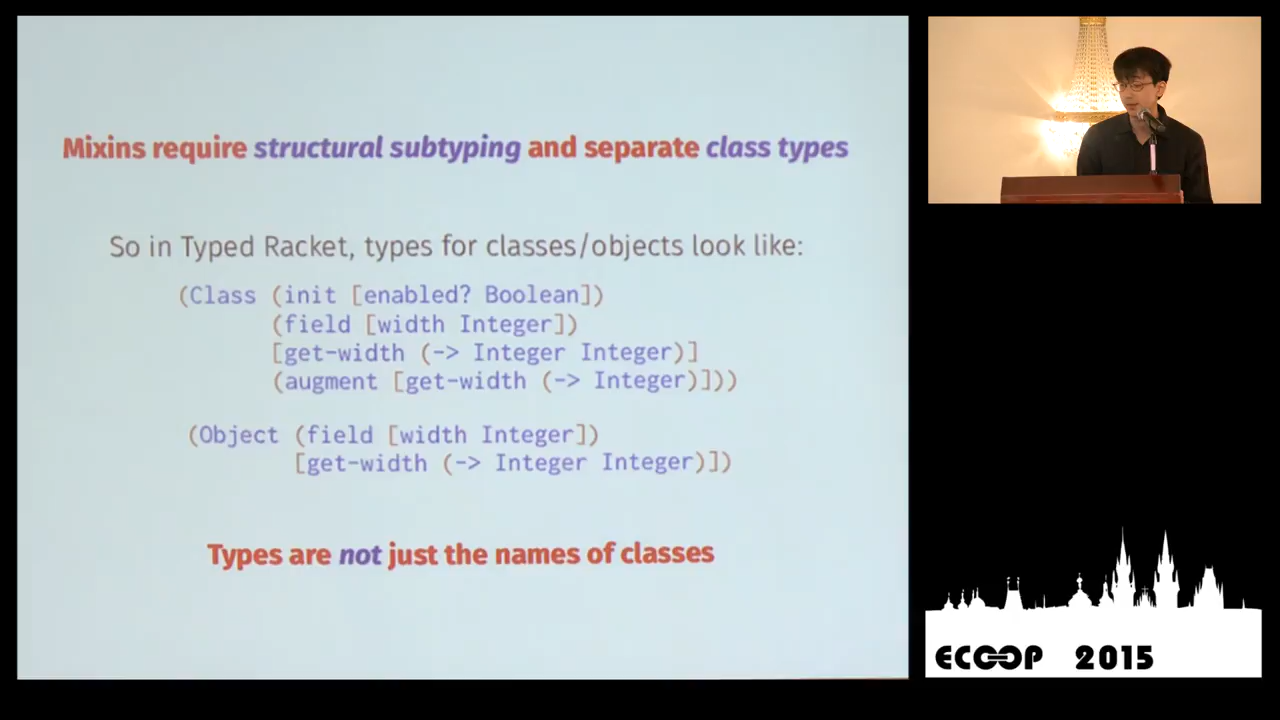 Mixins require structural subtyping and separate class types
So in Typed Racket, types for classes/objects look like:
(Class (init [enabled? Boolean])
(field [width Integer])
[get-width (-> Integer Integer)]
(augment [get-width (-> Integer)]))
(Object (field [width Integer])
[get-width (-> Integer Integer)])
Types are not just the names of classes
ECOOP 2015